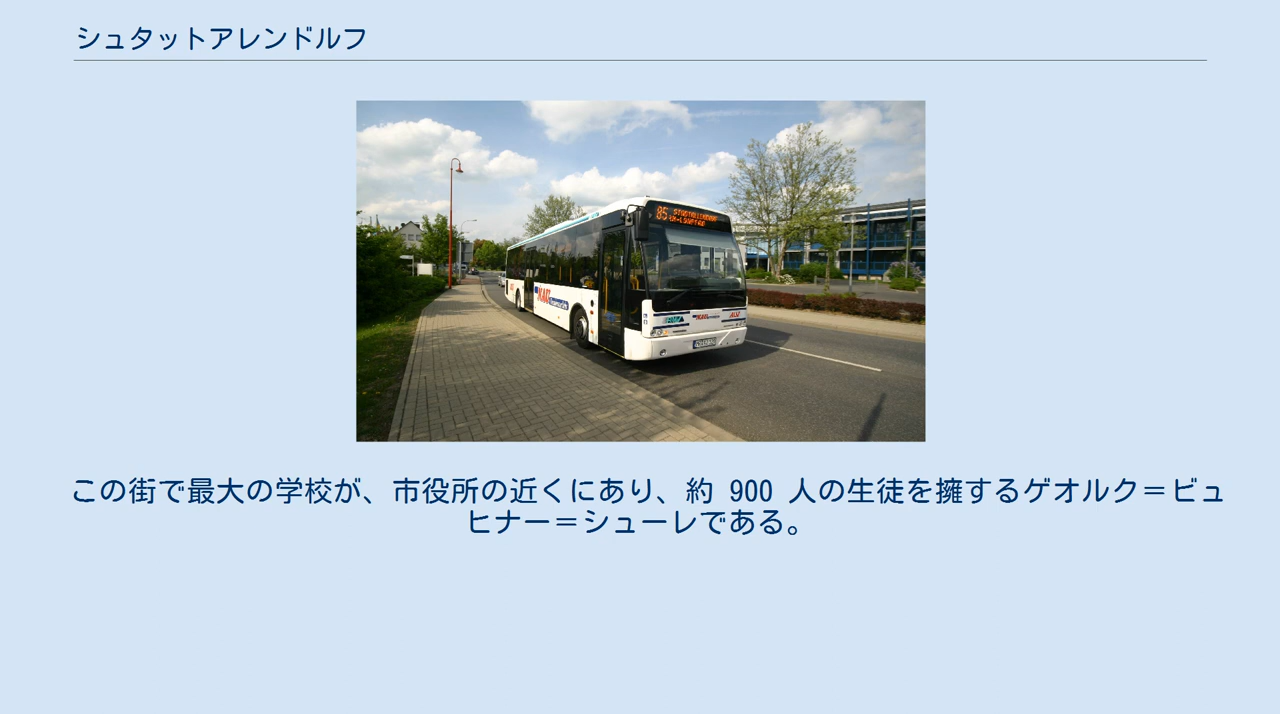 シュタットアレンドルフ
85 STADTALLENDORF
この街で最大の学校が、市役所の近くにあり、約 900 人の生徒を擁するゲオルク＝ビュ
ヒナー＝シューレである。